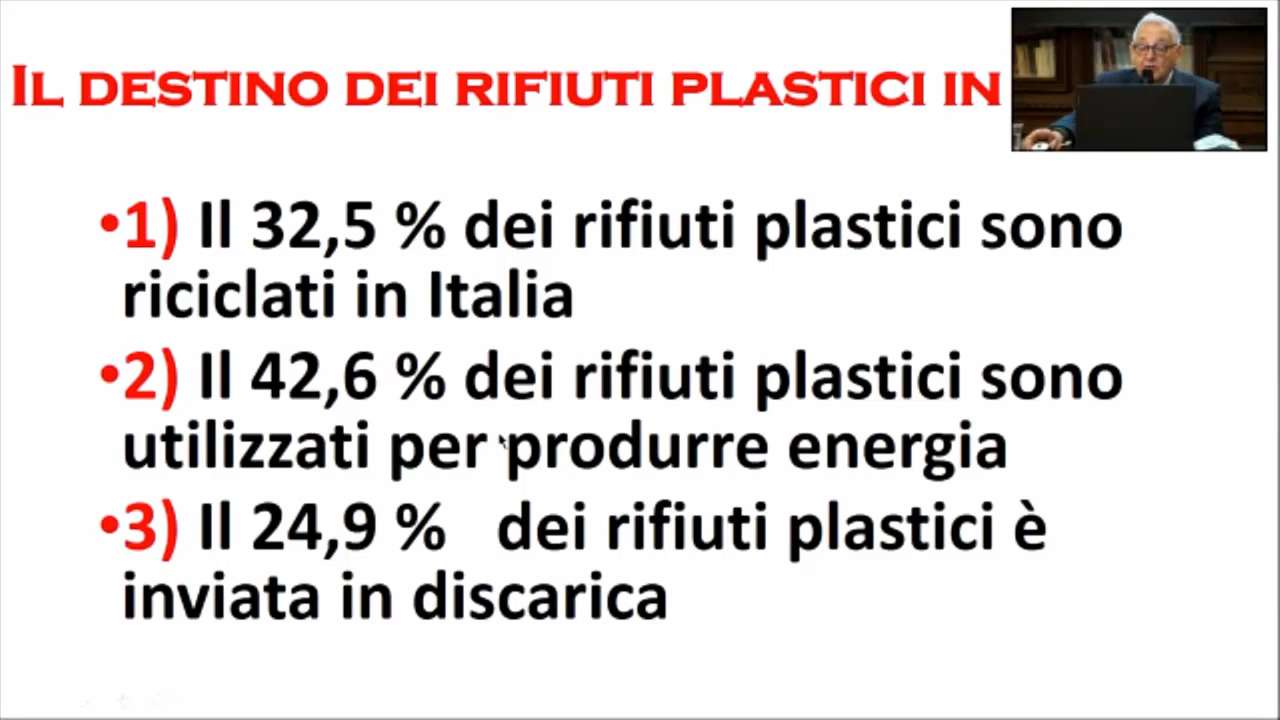 IL DESTINO DEI RIFIUTI PLASTICI IN
•1) Il 32,5 % dei rifiuti plastici sono
riciclati in Italia
•2) Il 42,6 % dei rifiuti plastici sono
utilizzati per produrre energia
•3) Il 24,9 % dei rifiuti plastici è
inviata in discarica